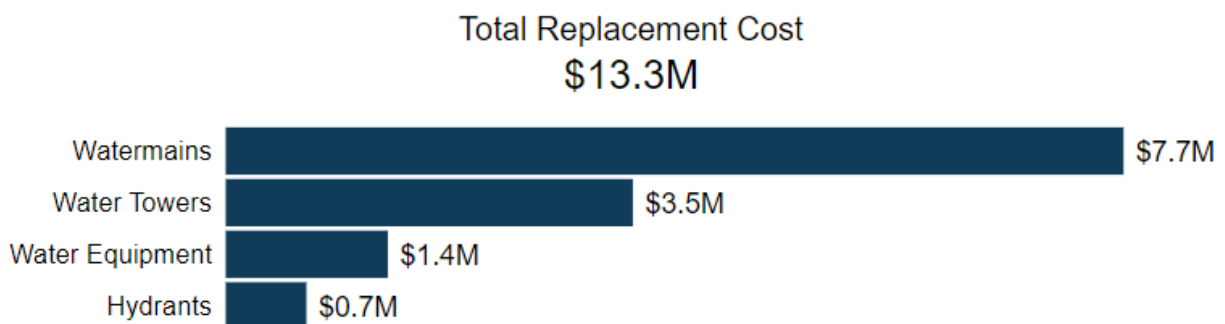 Total Replacement Cost
$13.3M
Watermains $7.7M
Water Towers $3.5M
Water Equipment $1.4M
Hydrants $0.7M